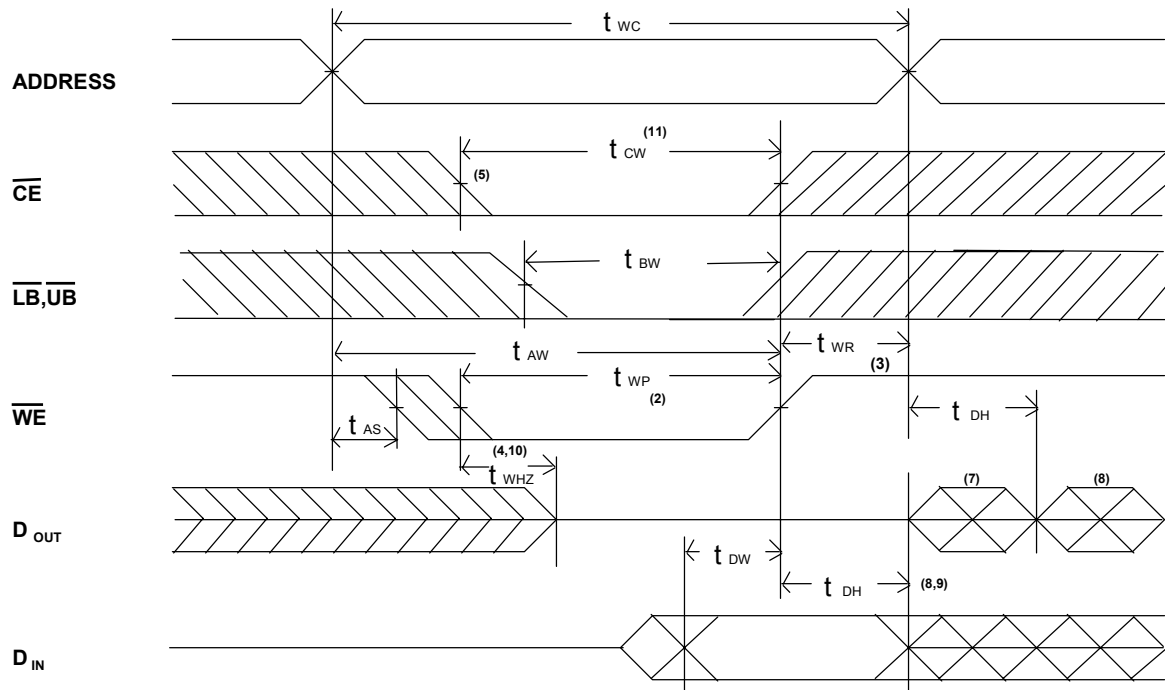 t WC
ADDRESS
(11)
t CW
CE
(5)
t BW
LB,UB
t AW
t WR
t WP
(3)
(2)
WE
t AS
t DH
(4,10)
t WHZ
(7)
(8)
D OUT
t DW
t DH
(8,9)
D IN